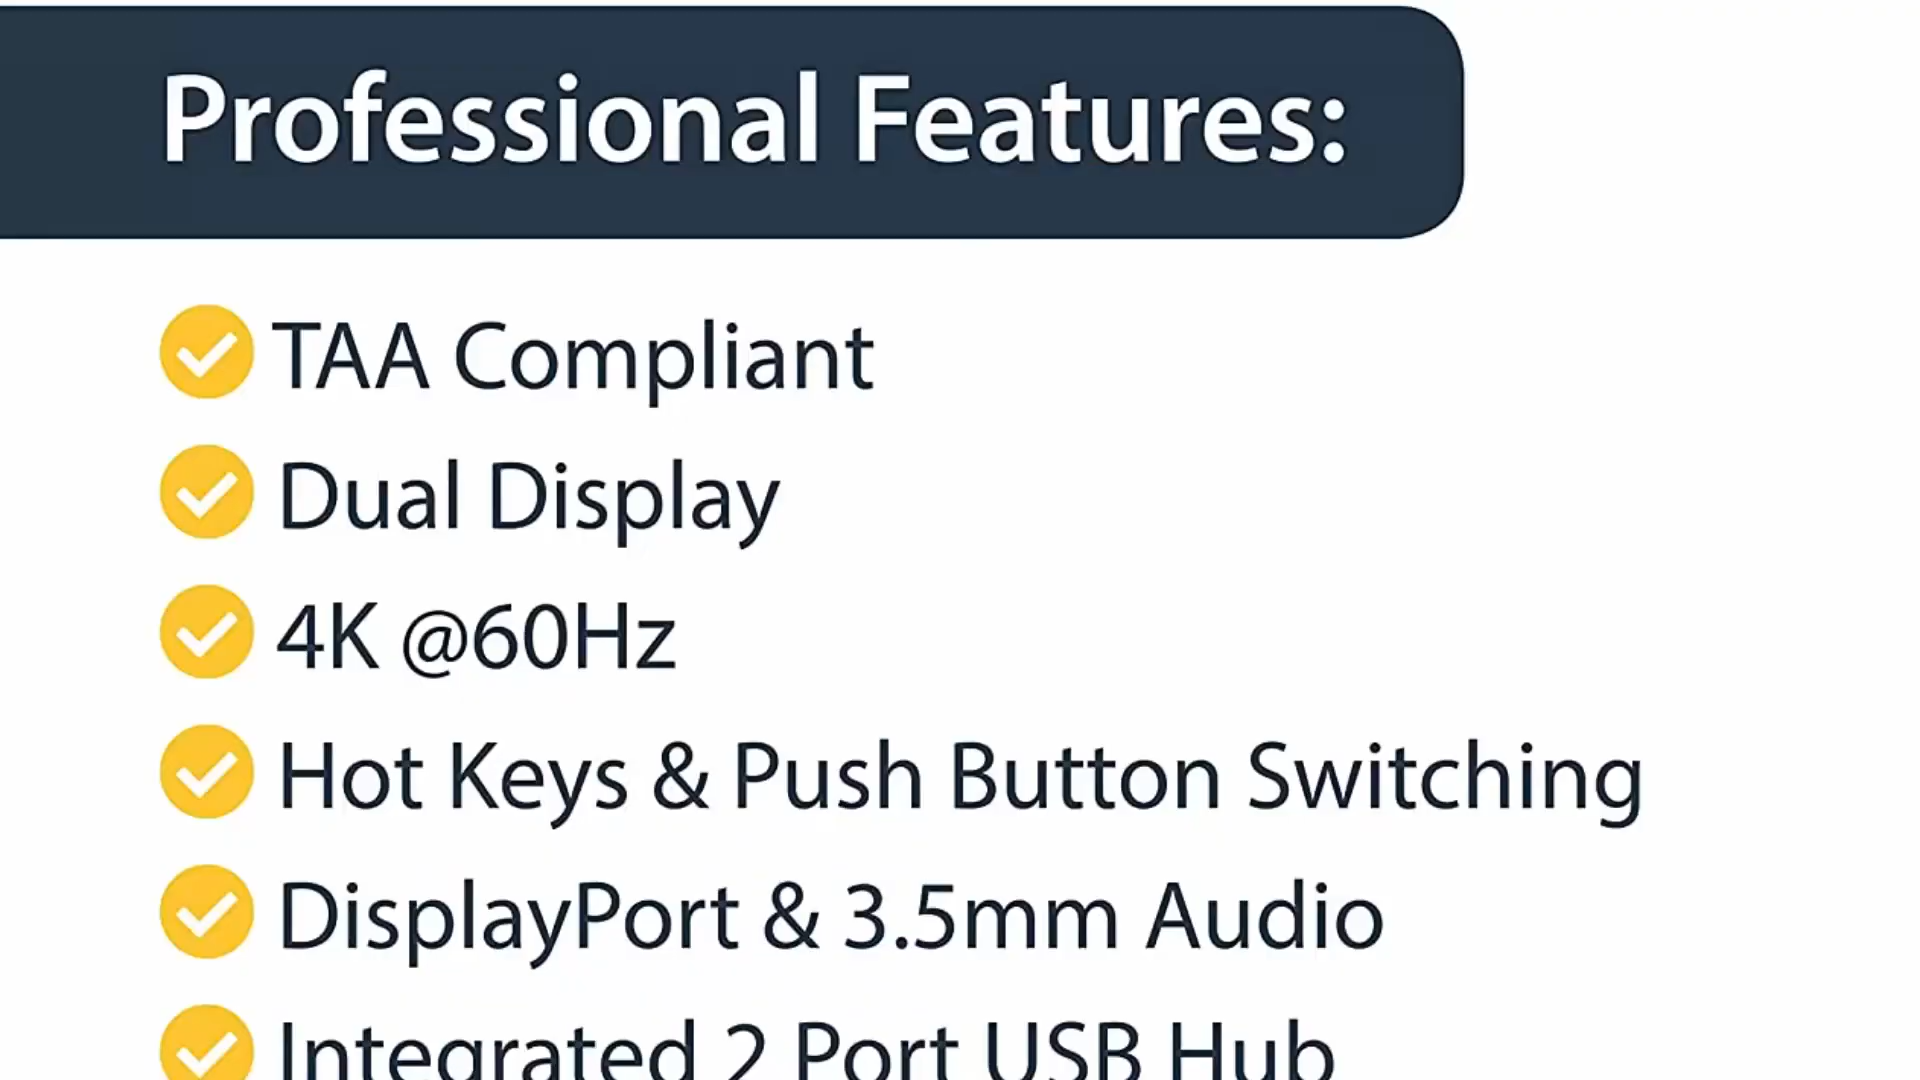 Professional Features:
TAA Compliant
Dual Display
4K @60Hz
Hot Keys & Push Button Switching
DisplayPort & 3.5mm Audio
Integrated 2 Port USB Hub